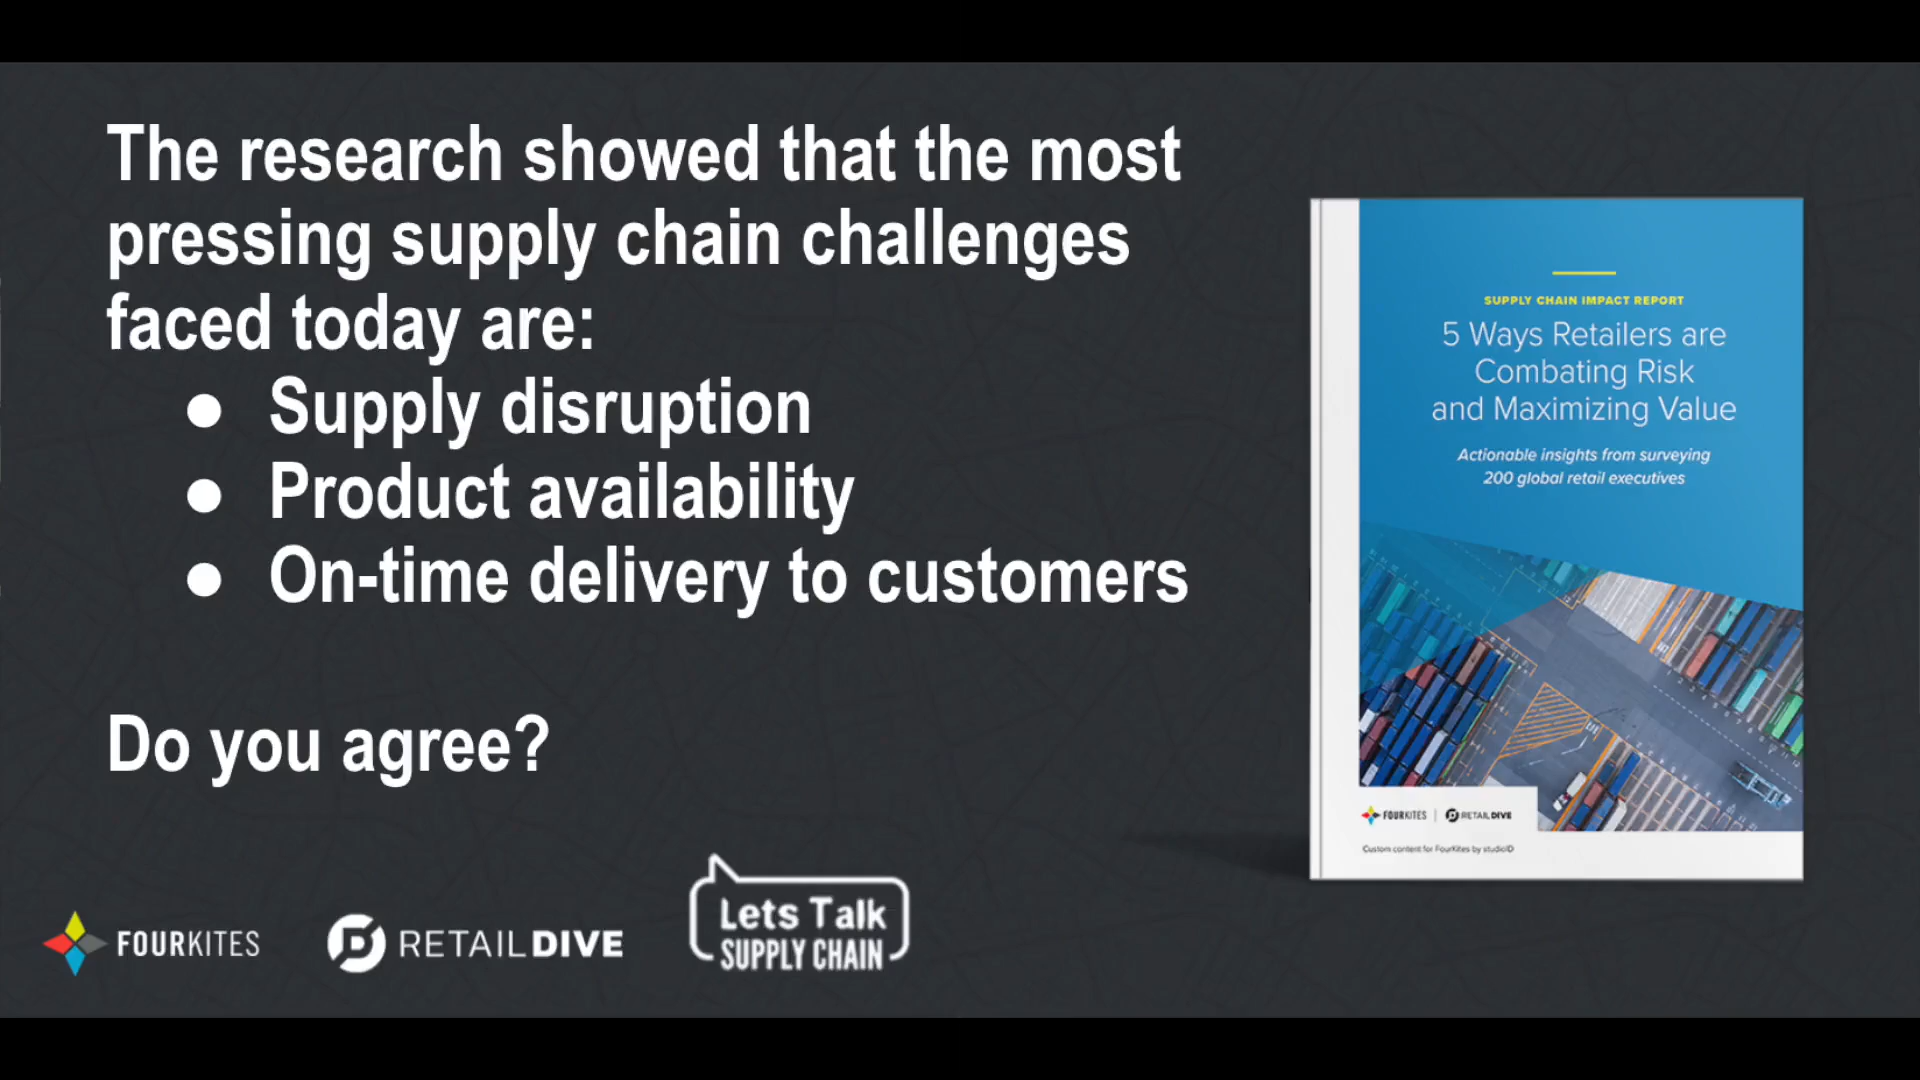 The research showed that the most
pressing supply chain challenges
faced today are:
● Supply disruption
● Product availability
● On-time delivery to customers
Do you agree?
SUPPLY CHAIN IMPACT REPORT
5 Ways Retailers are
Combating Risk
and Maximizing Value
Actionable insights from surveying
200 global retail executives
FOURKITES | RETAILDIVE
Custom content for FourKites by studioID
FOURKITES
RETAILDIVE
Lets Talk
SUPPLY CHAIN